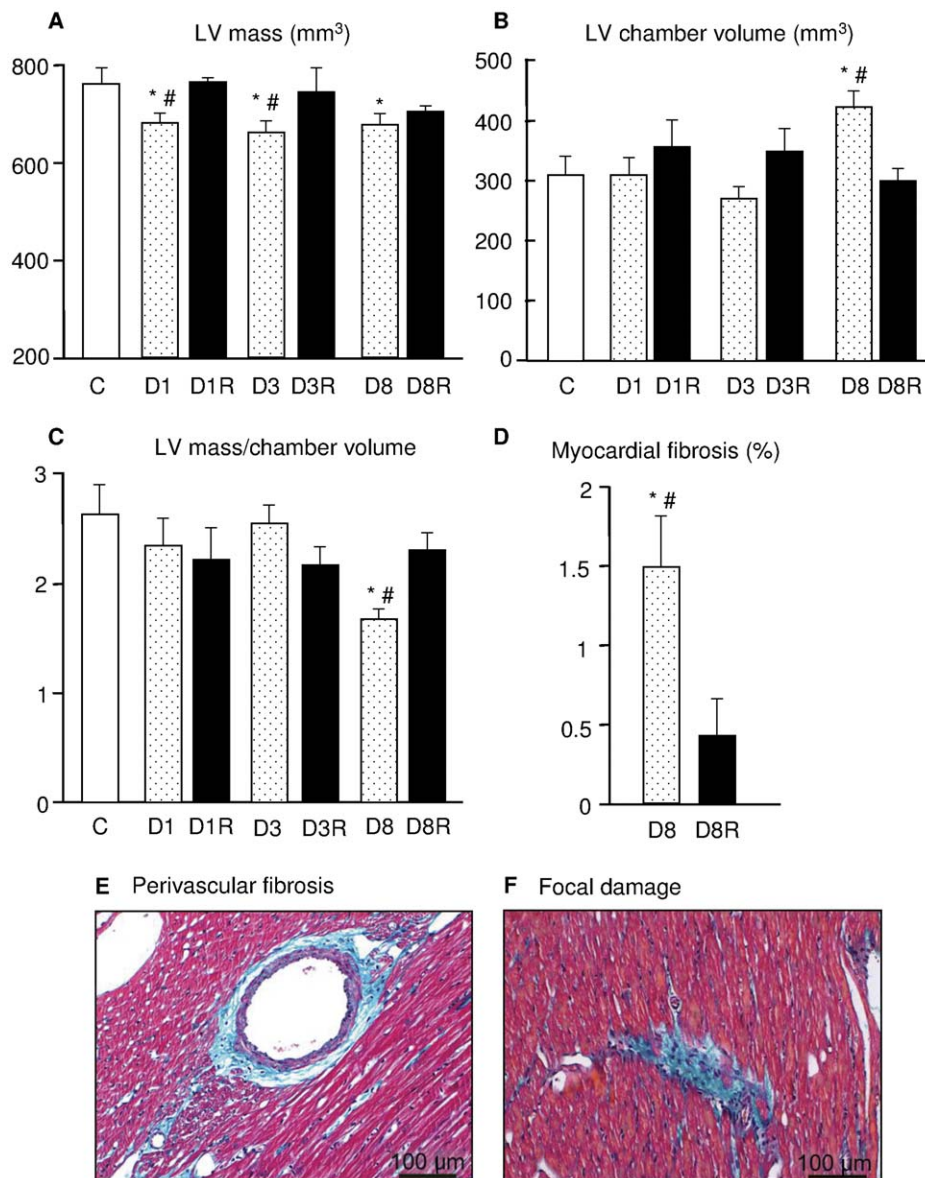 A
LV mass (mm³)
800
600
400
200
* #
* #
*
C D1 D1R D3 D3R D8 D8R
B
LV chamber volume (mm³)
500
400
300
200
100
0
* #
C D1 D1R D3 D3R D8 D8R
C
LV mass/chamber volume
3
2
1
0
* #
C D1 D1R D3 D3R D8 D8R
D
Myocardial fibrosis (%)
2
1.5
1
0.5
0
* #
D8 D8R
E Perivascular fibrosis
100 µm
F Focal damage
100 µm